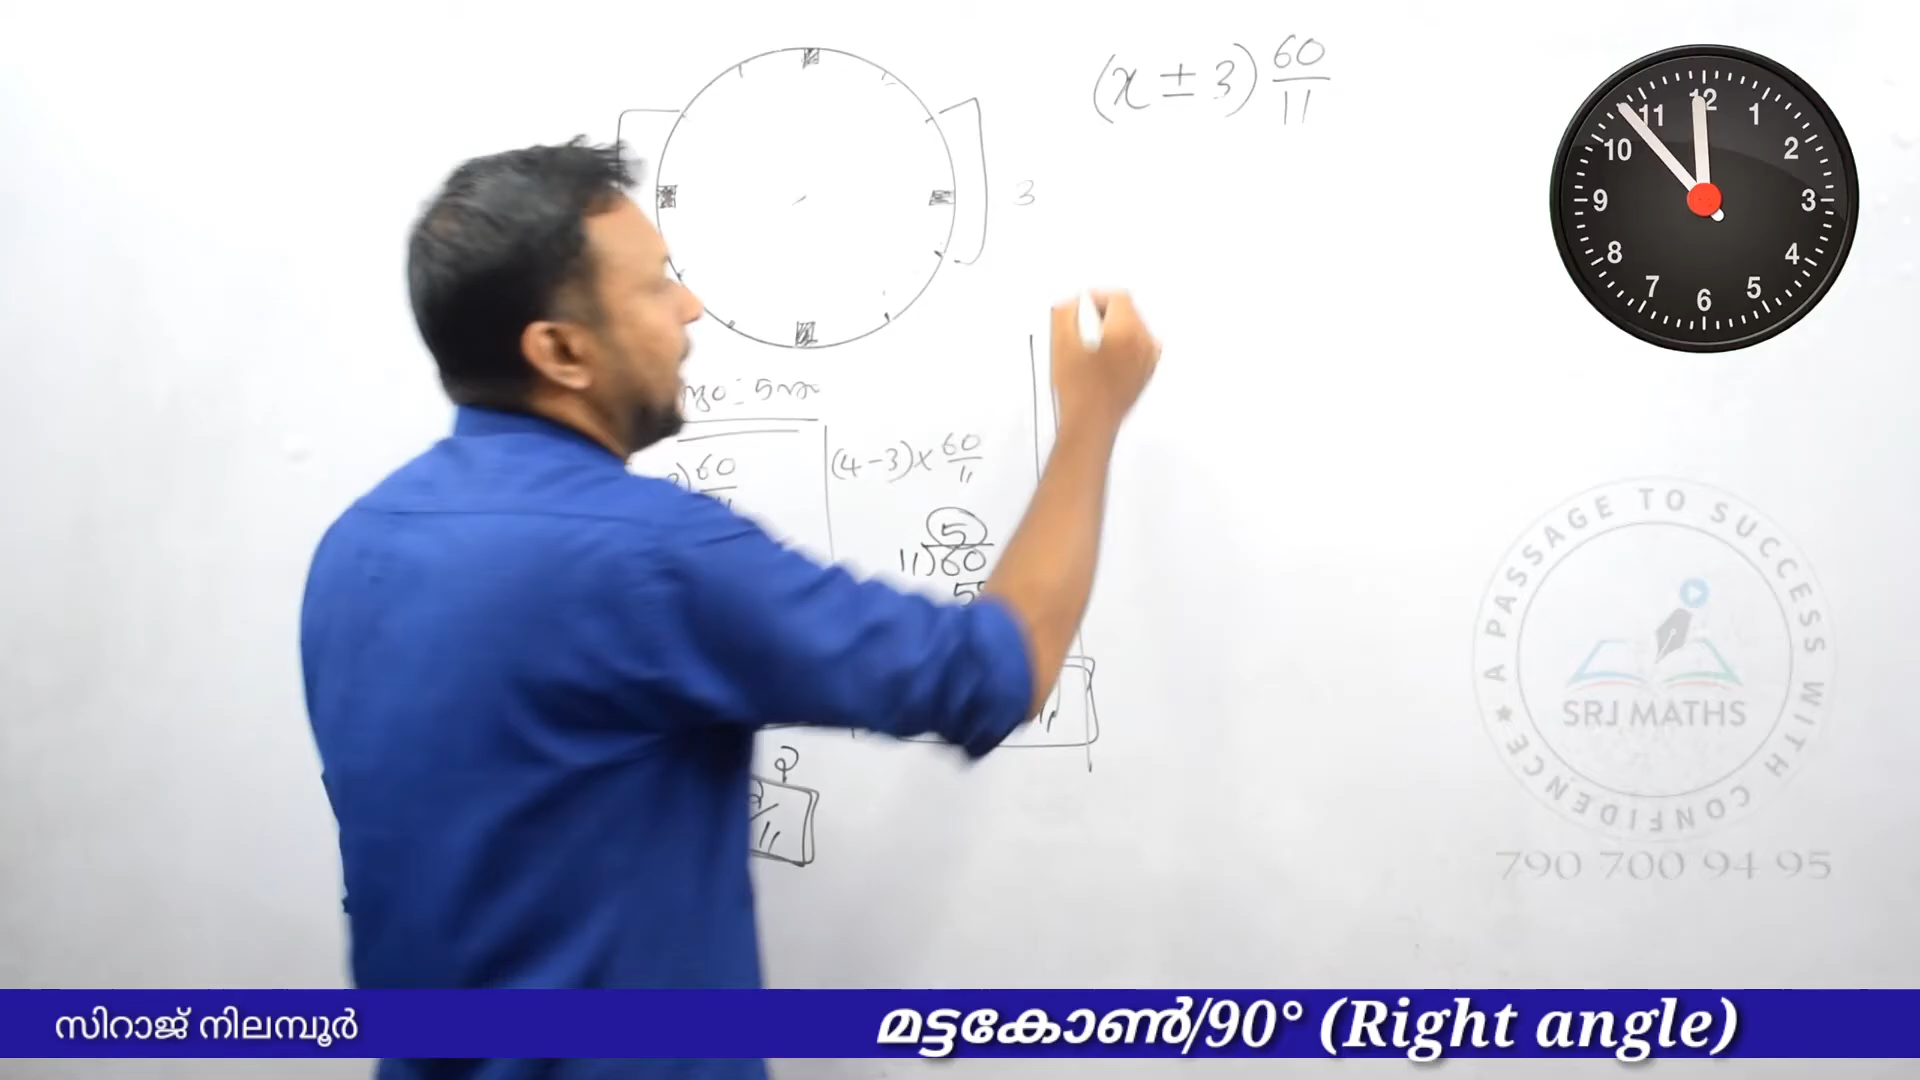 (x ± 3) 60/11
12
11
1
10
2
9
3
8
4
7
5
6
3
(4-3)× 60/11
60
5
11)60
A PASSAGE TO SUCCESS WITH CONFIDENCE
SRJ MATHS
790 700 94 95
സിറാജ് നിലമ്പൂർ
മട്ടകോൺ/90° (Right angle)